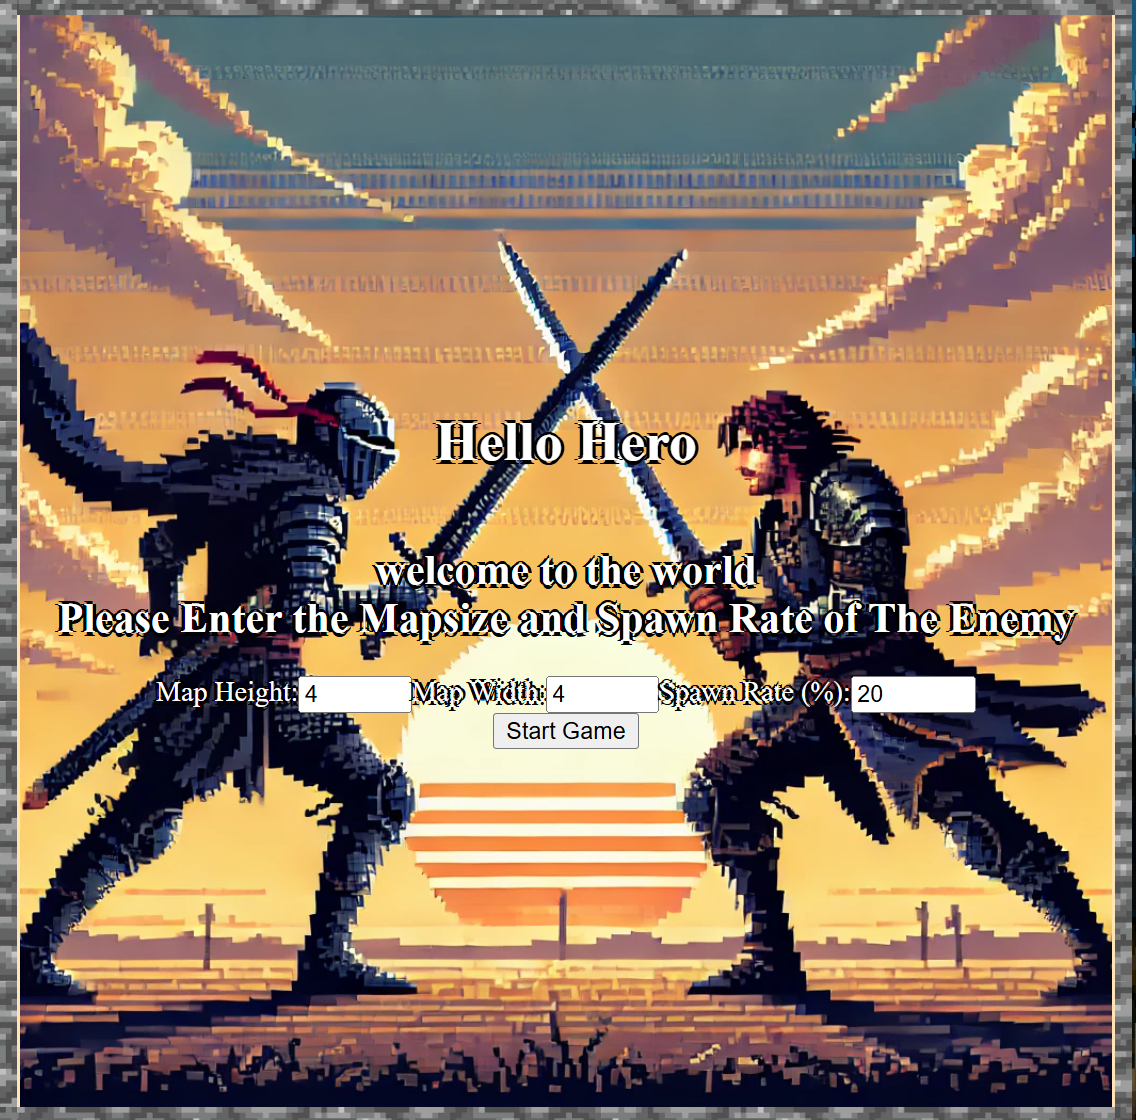 Hello Hero
welcome to the world
Please Enter the Mapsize and Spawn Rate of The Enemy
Map Height: 4 Map Width: 4 Spawn Rate (%): 20
Start Game